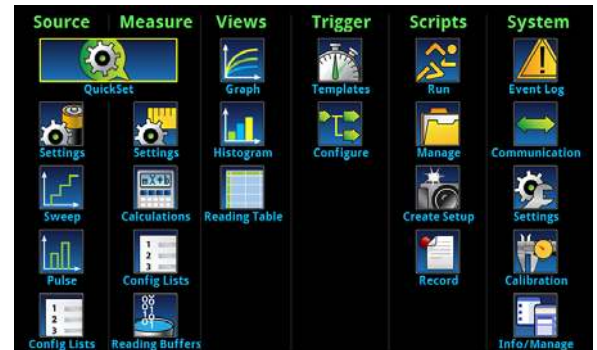 Source Measure Views Trigger Scripts System
QuickSet Graph Templates Run Event Log
Settings Settings Histogram Configure Manage Communication
Sweep Calculations Reading Table Create Setup Settings
Pulse Config Lists Record Calibration
Config Lists Reading Buffers Info/Manage